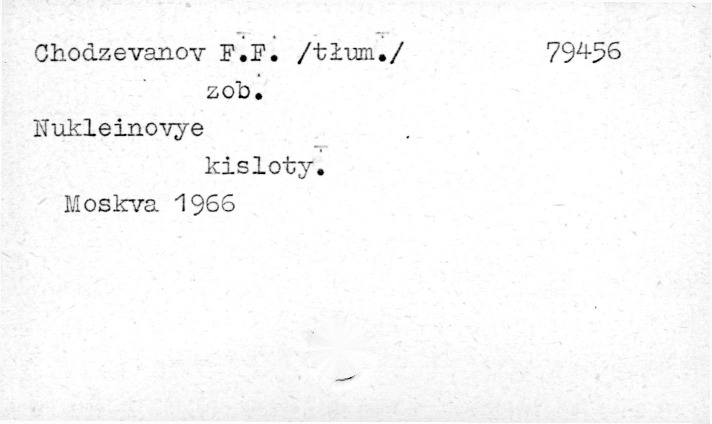 Chodzevanov F.F. /tłum./ 79456
zob.
Nukleinovye
kisloty.
Moskva 1966